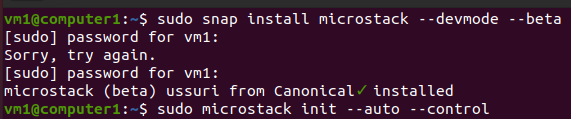 vm1@computer1:~$ sudo snap install microstack --devmode --beta
[sudo] password for vm1:
Sorry, try again.
[sudo] password for vm1:
microstack (beta) ussuri from Canonical✓ installed
vm1@computer1:~$ sudo microstack init --auto --control